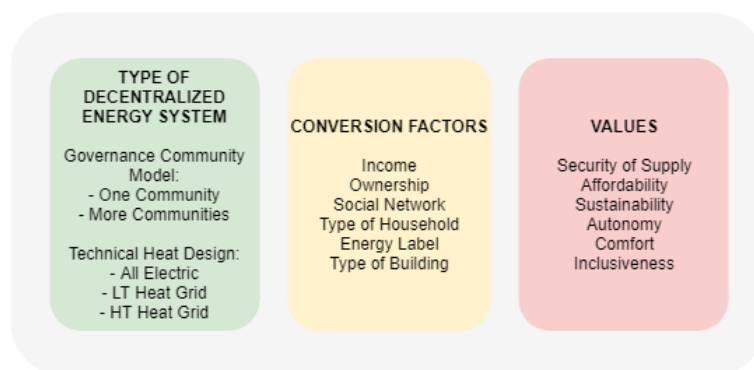 TYPE OF
DECENTRALIZED
ENERGY SYSTEM
Governance Community
Model:
- One Community
- More Communities
Technical Heat Design:
- All Electric
- LT Heat Grid
- HT Heat Grid
CONVERSION FACTORS
Income
Ownership
Social Network
Type of Household
Energy Label
Type of Building
VALUES
Security of Supply
Affordability
Sustainability
Autonomy
Comfort
Inclusiveness